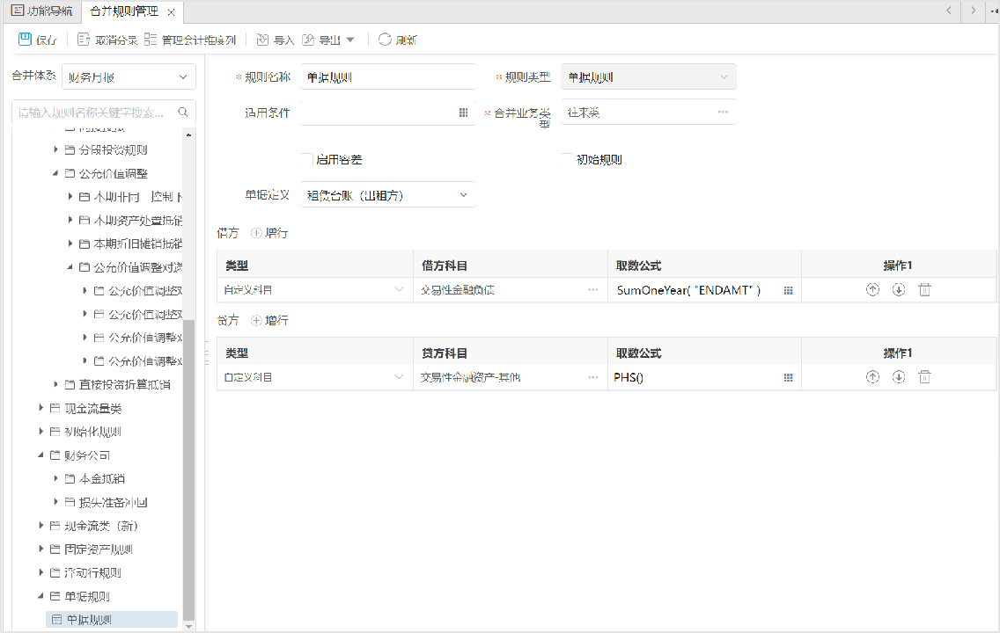 功能导航
合并规则管理
保存
取消分录
管理会计维度列
导入
导出
刷新
合并体系
财务月报
请输入规则名称关键字搜索...
分段投资规则
公允价值调整
本期非同一控制下
本期资产处置抵销
本期折旧摊销抵销
公允价值调整对送
公允价值调整对
公允价值调整对
公允价值调整对
公允价值调整对
直接投资折算抵销
现金流量类
初始化规则
财务公司
本金抵销
损失准备冲回
现金流类（新）
固定资产规则
浮动行规则
单据规则
单据规则
* 规则名称 单据规则
* 规则类型 单据规则
适用条件
* 合并业务类
型
往来类
启用容差
初始规则
单据定义 租赁台账（出租方）
借方 增行
类型 借方科目 取数公式 操作1
自定义科目 交易性金融负债 SumOneYear( "ENDAMT" )
贷方 增行
类型 贷方科目 取数公式 操作1
自定义科目 交易性金融资产-其他 PHS()